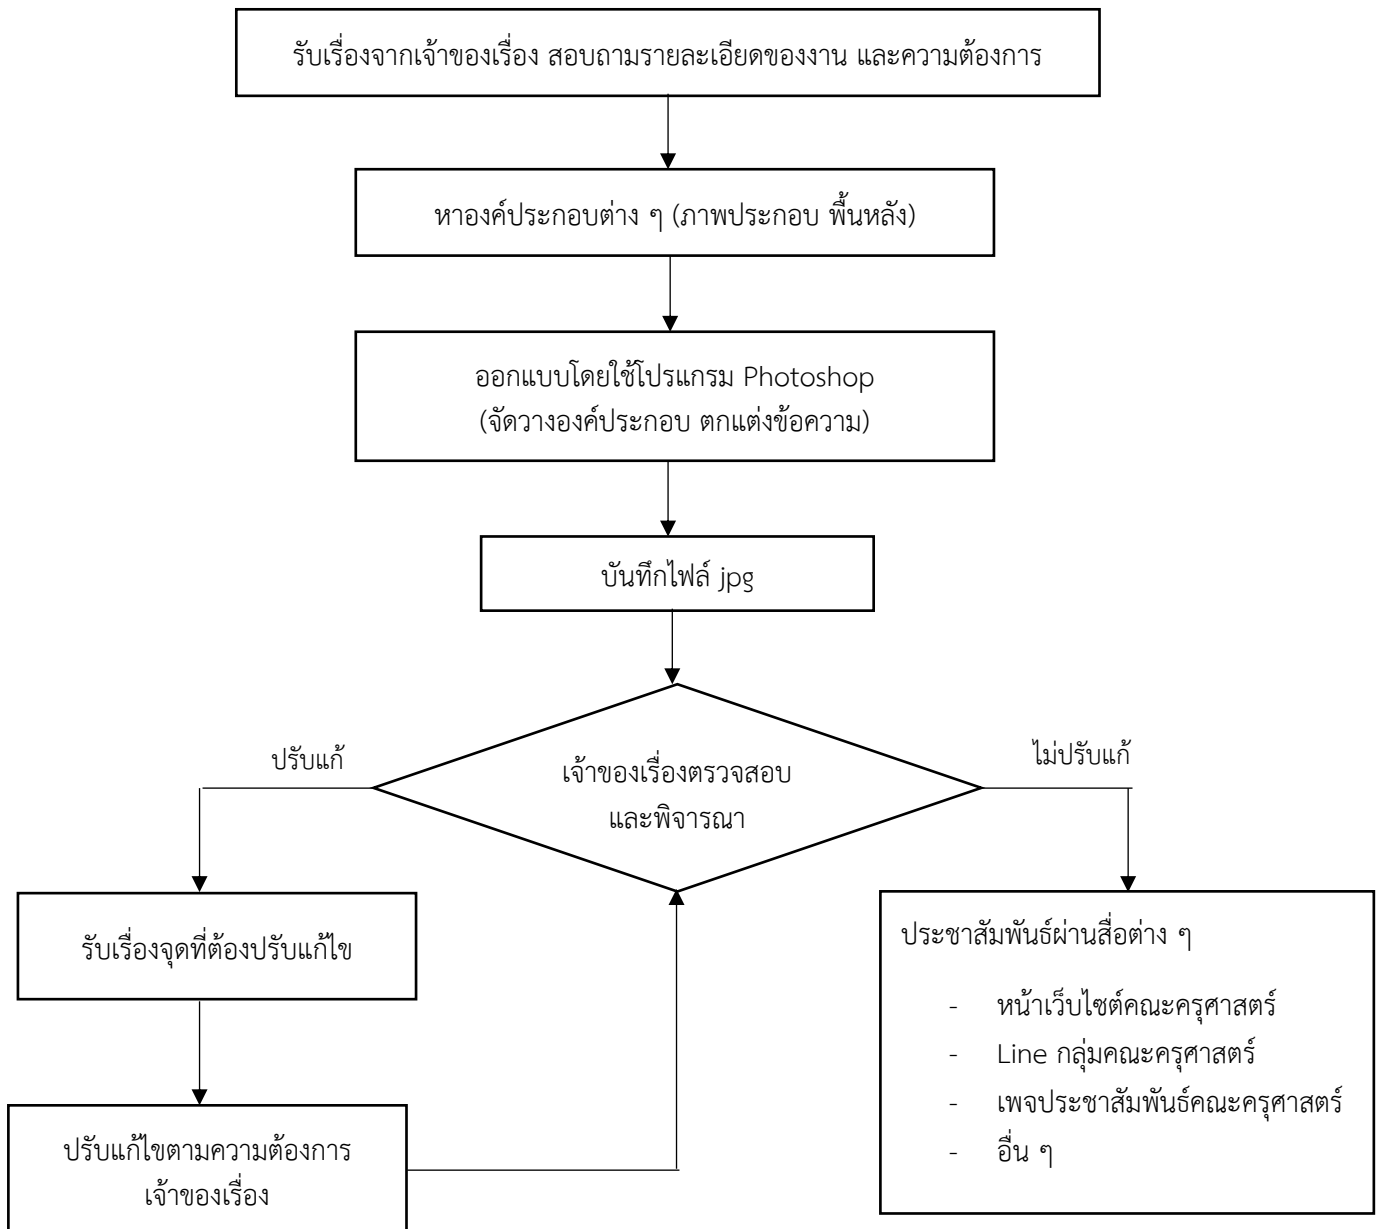 รับเรื่องจากเจ้าของเรื่อง สอบถามรายละเอียดของงาน และความต้องการ
หาองค์ประกอบต่าง ๆ (ภาพประกอบ พื้นหลัง)
ออกแบบโดยใช้โปรแกรม Photoshop
(จัดวางองค์ประกอบ ตกแต่งข้อความ)
บันทึกไฟล์ jpg
เจ้าของเรื่องตรวจสอบ
และพิจารณา
ปรับแก้
ไม่ปรับแก้
รับเรื่องจุดที่ต้องปรับแก้ไข
ปรับแก้ไขตามความต้องการ
เจ้าของเรื่อง
ประชาสัมพันธ์ผ่านสื่อต่าง ๆ
- หน้าเว็บไซต์คณะครุศาสตร์
- Line กลุ่มคณะครุศาสตร์
- เพจประชาสัมพันธ์คณะครุศาสตร์
- อื่น ๆ